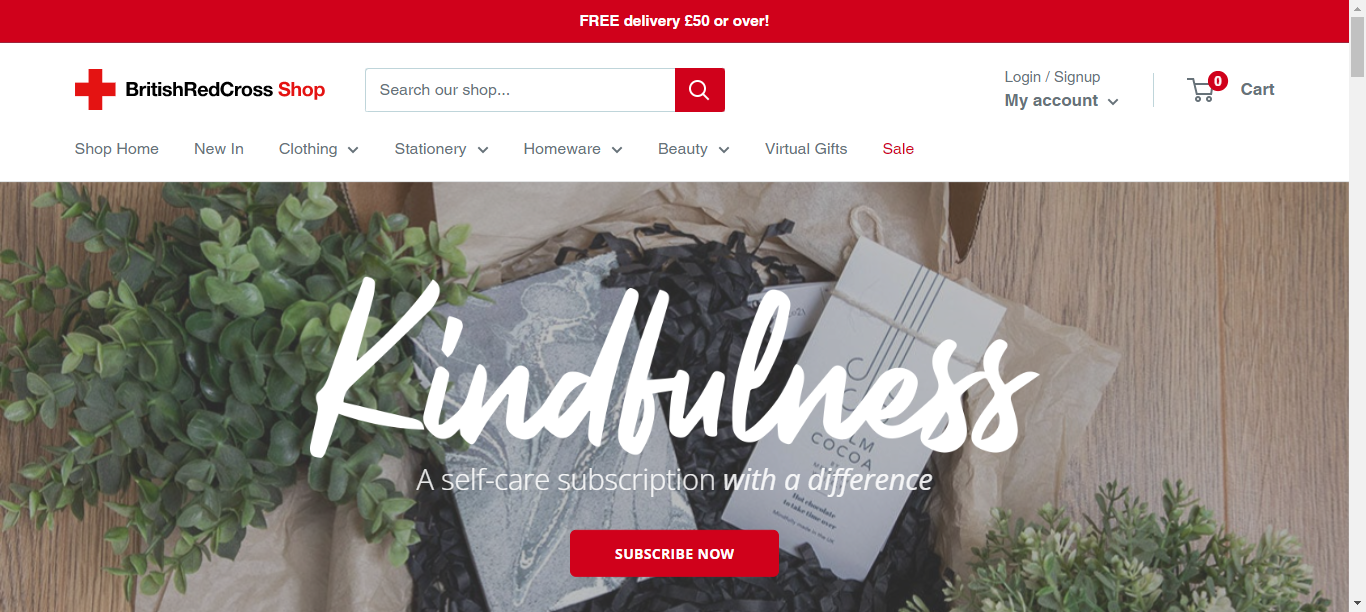 FREE delivery £50 or over!
BritishRedCross Shop
Search our shop...
Login / Signup
My account
0
Cart
Shop Home
New In
Clothing
Stationery
Homeware
Beauty
Virtual Gifts
Sale
Kindfulness
A self-care subscription with a difference
CALM
COCOA
Hot chocolate
to take time over
Mindfully made in the UK
SUBSCRIBE NOW